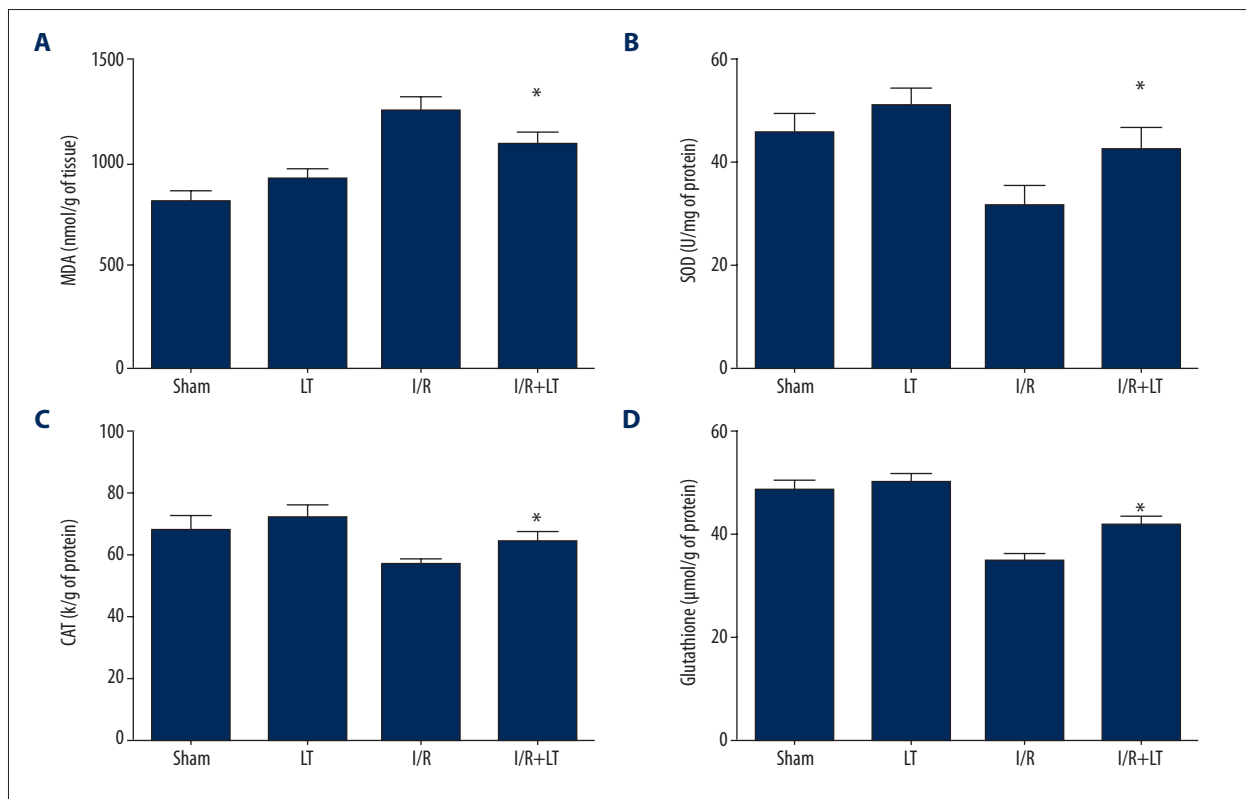 A
MDA (nmol/g of tissue)
1500
1000
500
0
*
Sham LT I/R I/R+LT
B
SOD (U/mg of protein)
60
40
20
0
*
Sham LT I/R I/R+LT
C
CAT (k/g of protein)
100
80
60
40
20
0
*
Sham LT I/R I/R+LT
D
Glutathione (µmol/g of protein)
60
40
20
0
*
Sham LT I/R I/R+LT